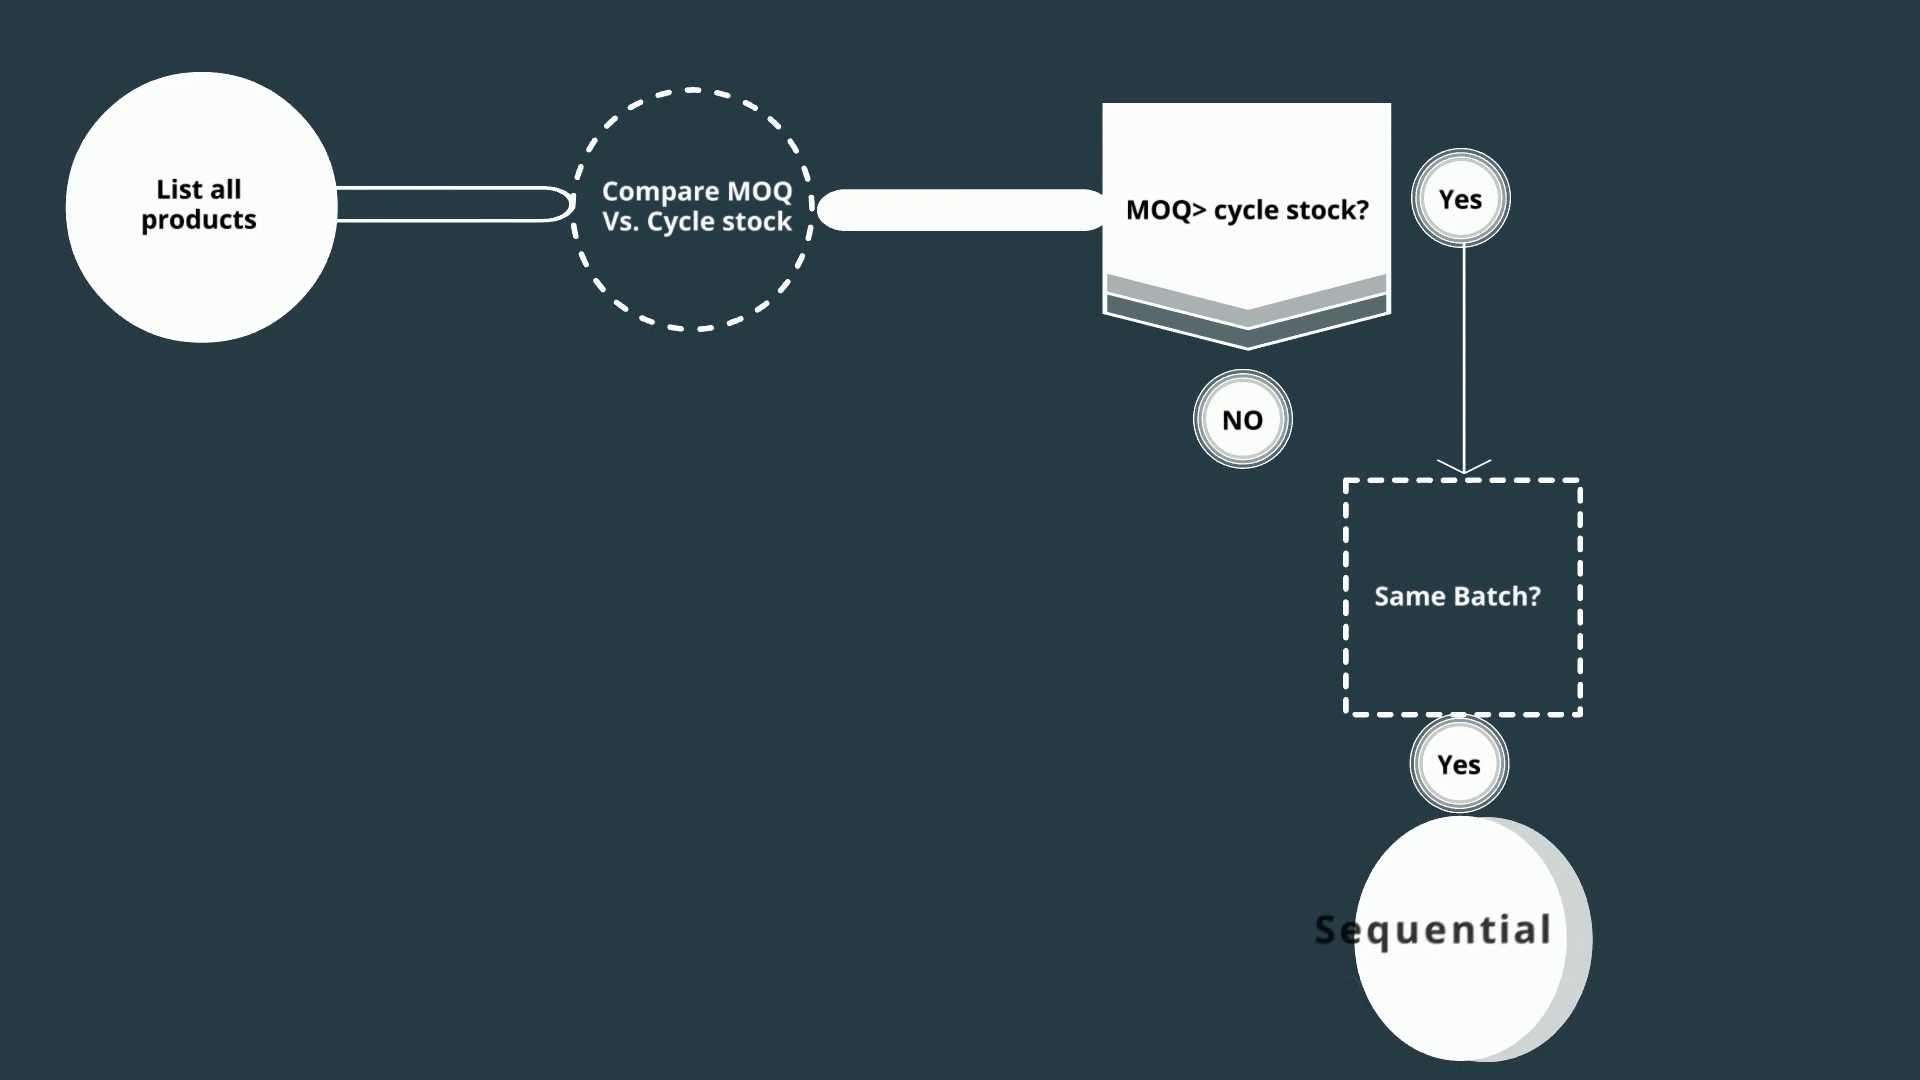 List all
products
Compare MOQ
Vs. Cycle stock
MOQ> cycle stock?
Yes
NO
Same Batch?
Yes
Sequential